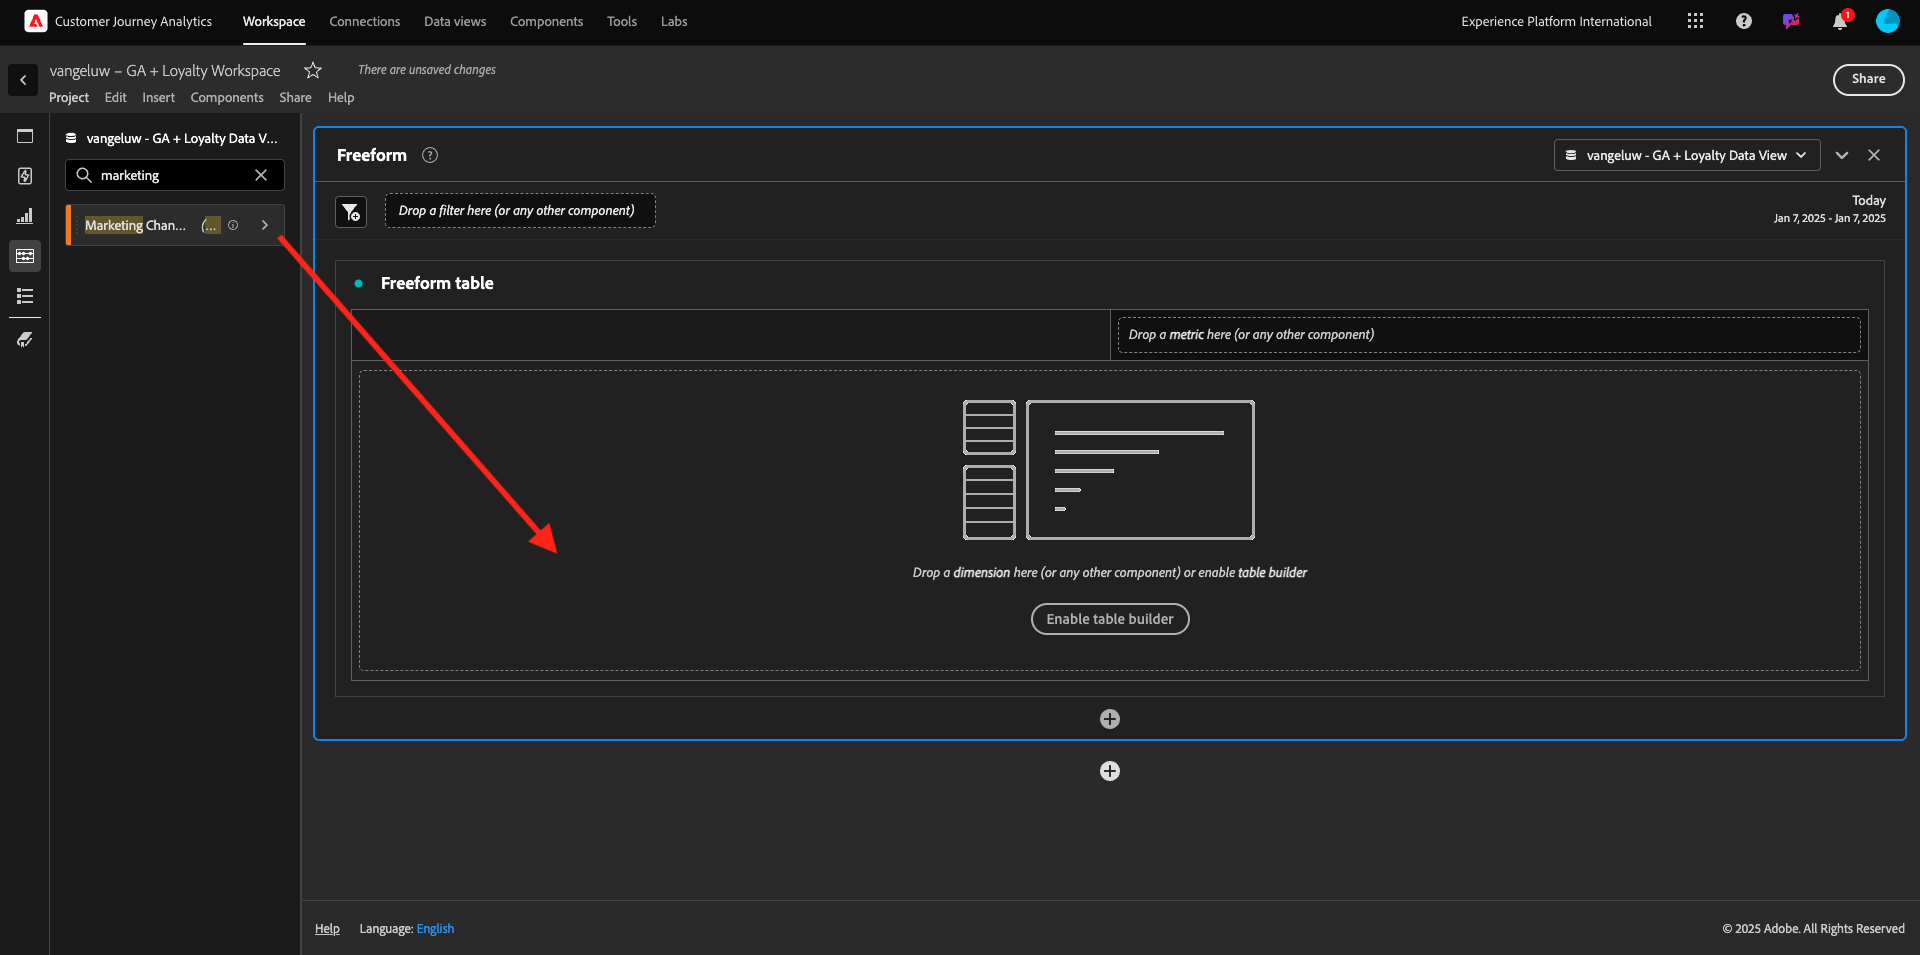 Customer Journey Analytics
Workspace
Connections
Data views
Components
Tools
Labs
Experience Platform International
1
vangeluw – GA + Loyalty Workspace
There are unsaved changes
Project
Edit
Insert
Components
Share
Help
Share
vangeluw - GA + Loyalty Data V...
marketing
Marketing Chan... (...
Freeform
vangeluw - GA + Loyalty Data View
Drop a filter here (or any other component)
Today
Jan 7, 2025 - Jan 7, 2025
Freeform table
Drop a metric here (or any other component)
Drop a dimension here (or any other component) or enable table builder
Enable table builder
Help
Language: English
© 2025 Adobe. All Rights Reserved